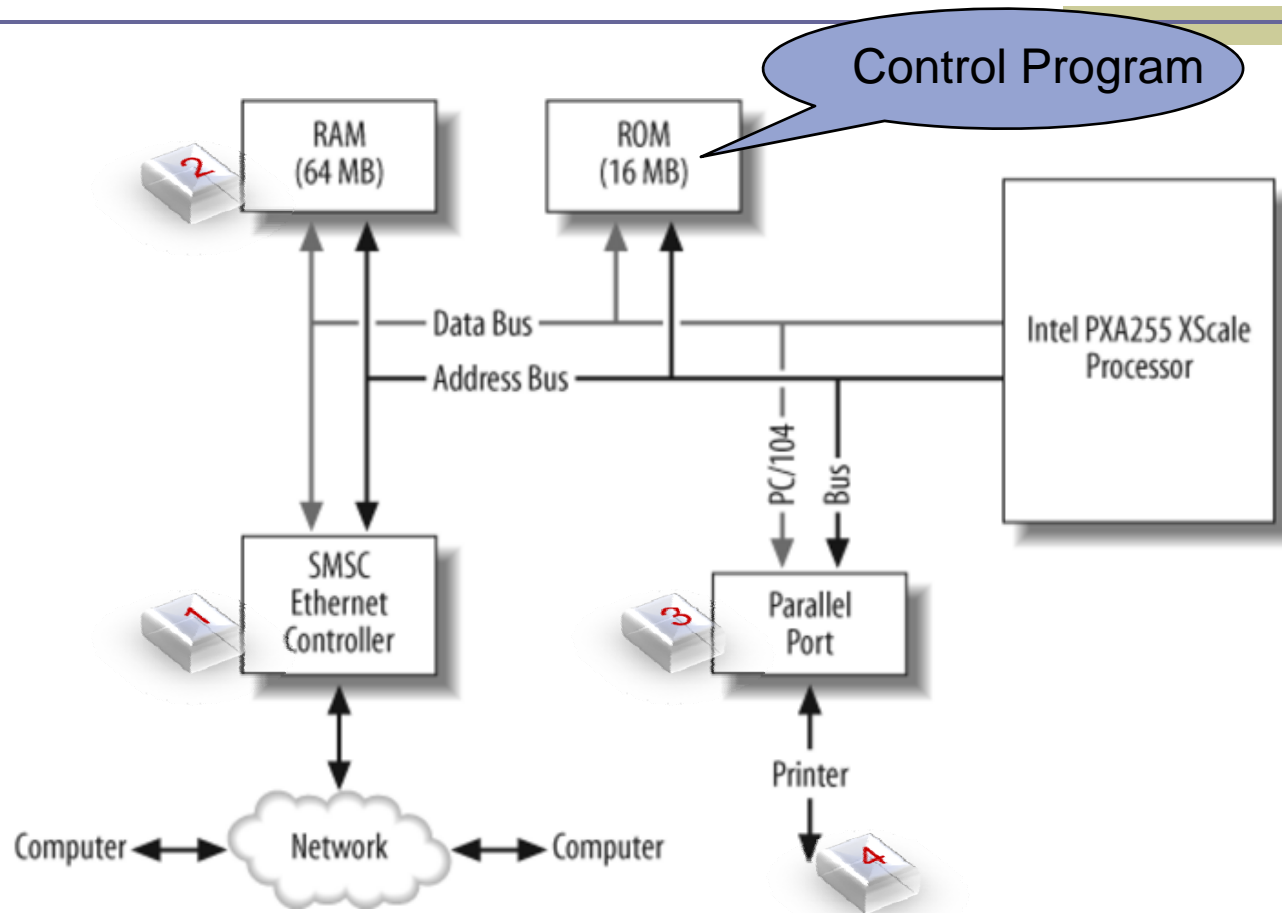 Control Program
RAM
(64 MB)
ROM
(16 MB)
2
Intel PXA255 XScale
Processor
Data Bus
Address Bus
PC/104
Bus
SMSC
Ethernet
Controller
1
Parallel
Port
3
Printer
Computer
Network
Computer
4